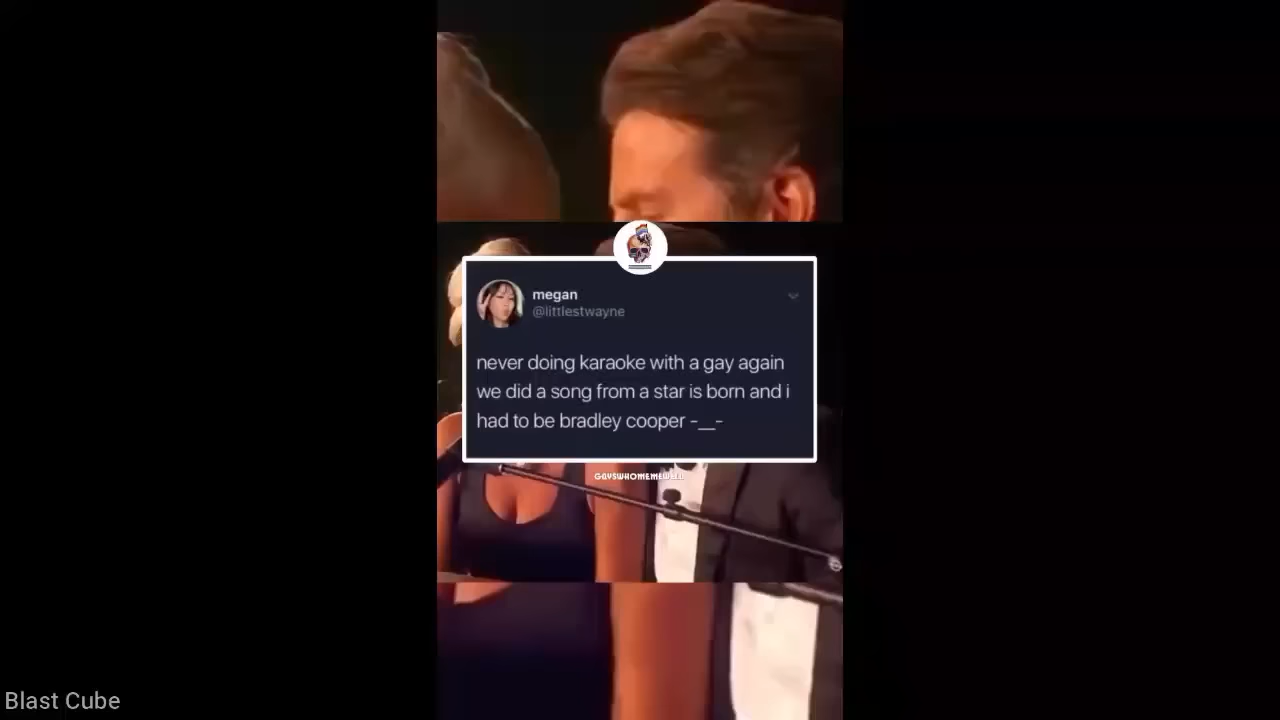 megan
@littlestwayne
never doing karaoke with a gay again
we did a song from a star is born and i
had to be bradley cooper -__-
GAYSWHOMEMEWELL
Blast Cube